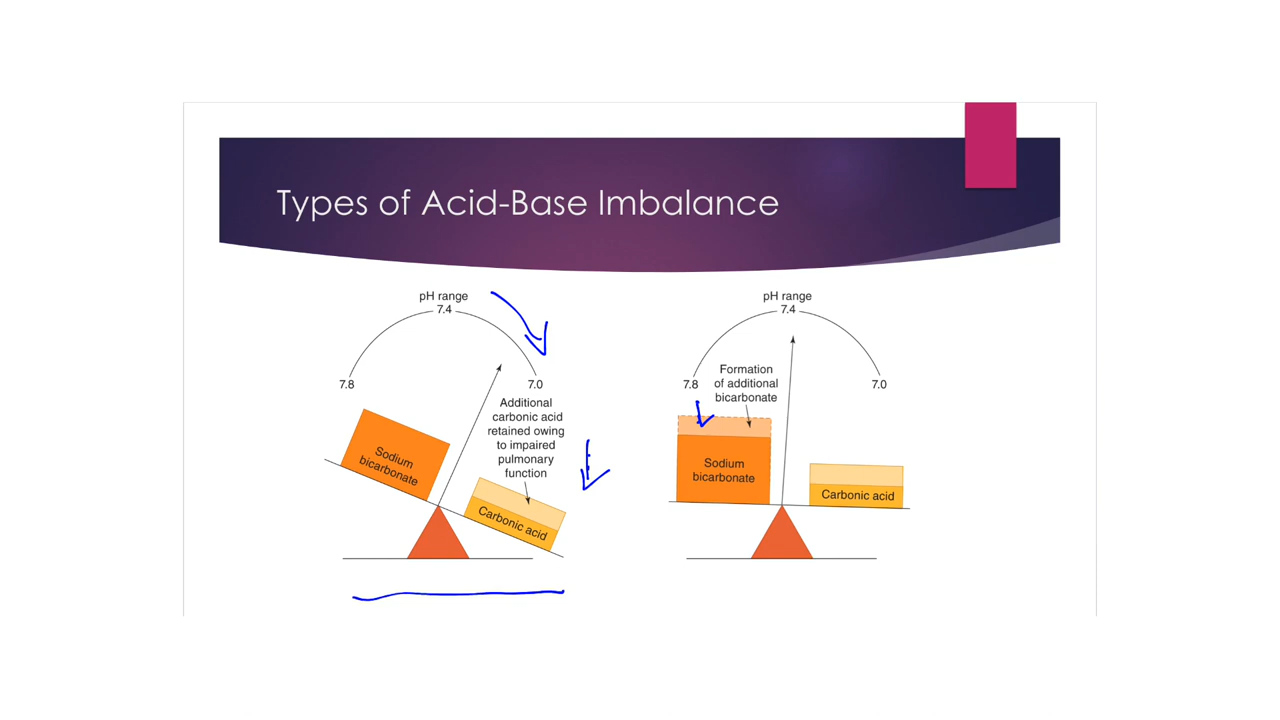 Types of Acid-Base Imbalance
pH range
7.4
7.8
7.0
Additional
carbonic acid
retained owing
to impaired
pulmonary
function
Sodium
bicarbonate
Carbonic acid
pH range
7.4
7.8
7.0
Formation
of additional
bicarbonate
Sodium
bicarbonate
Carbonic acid